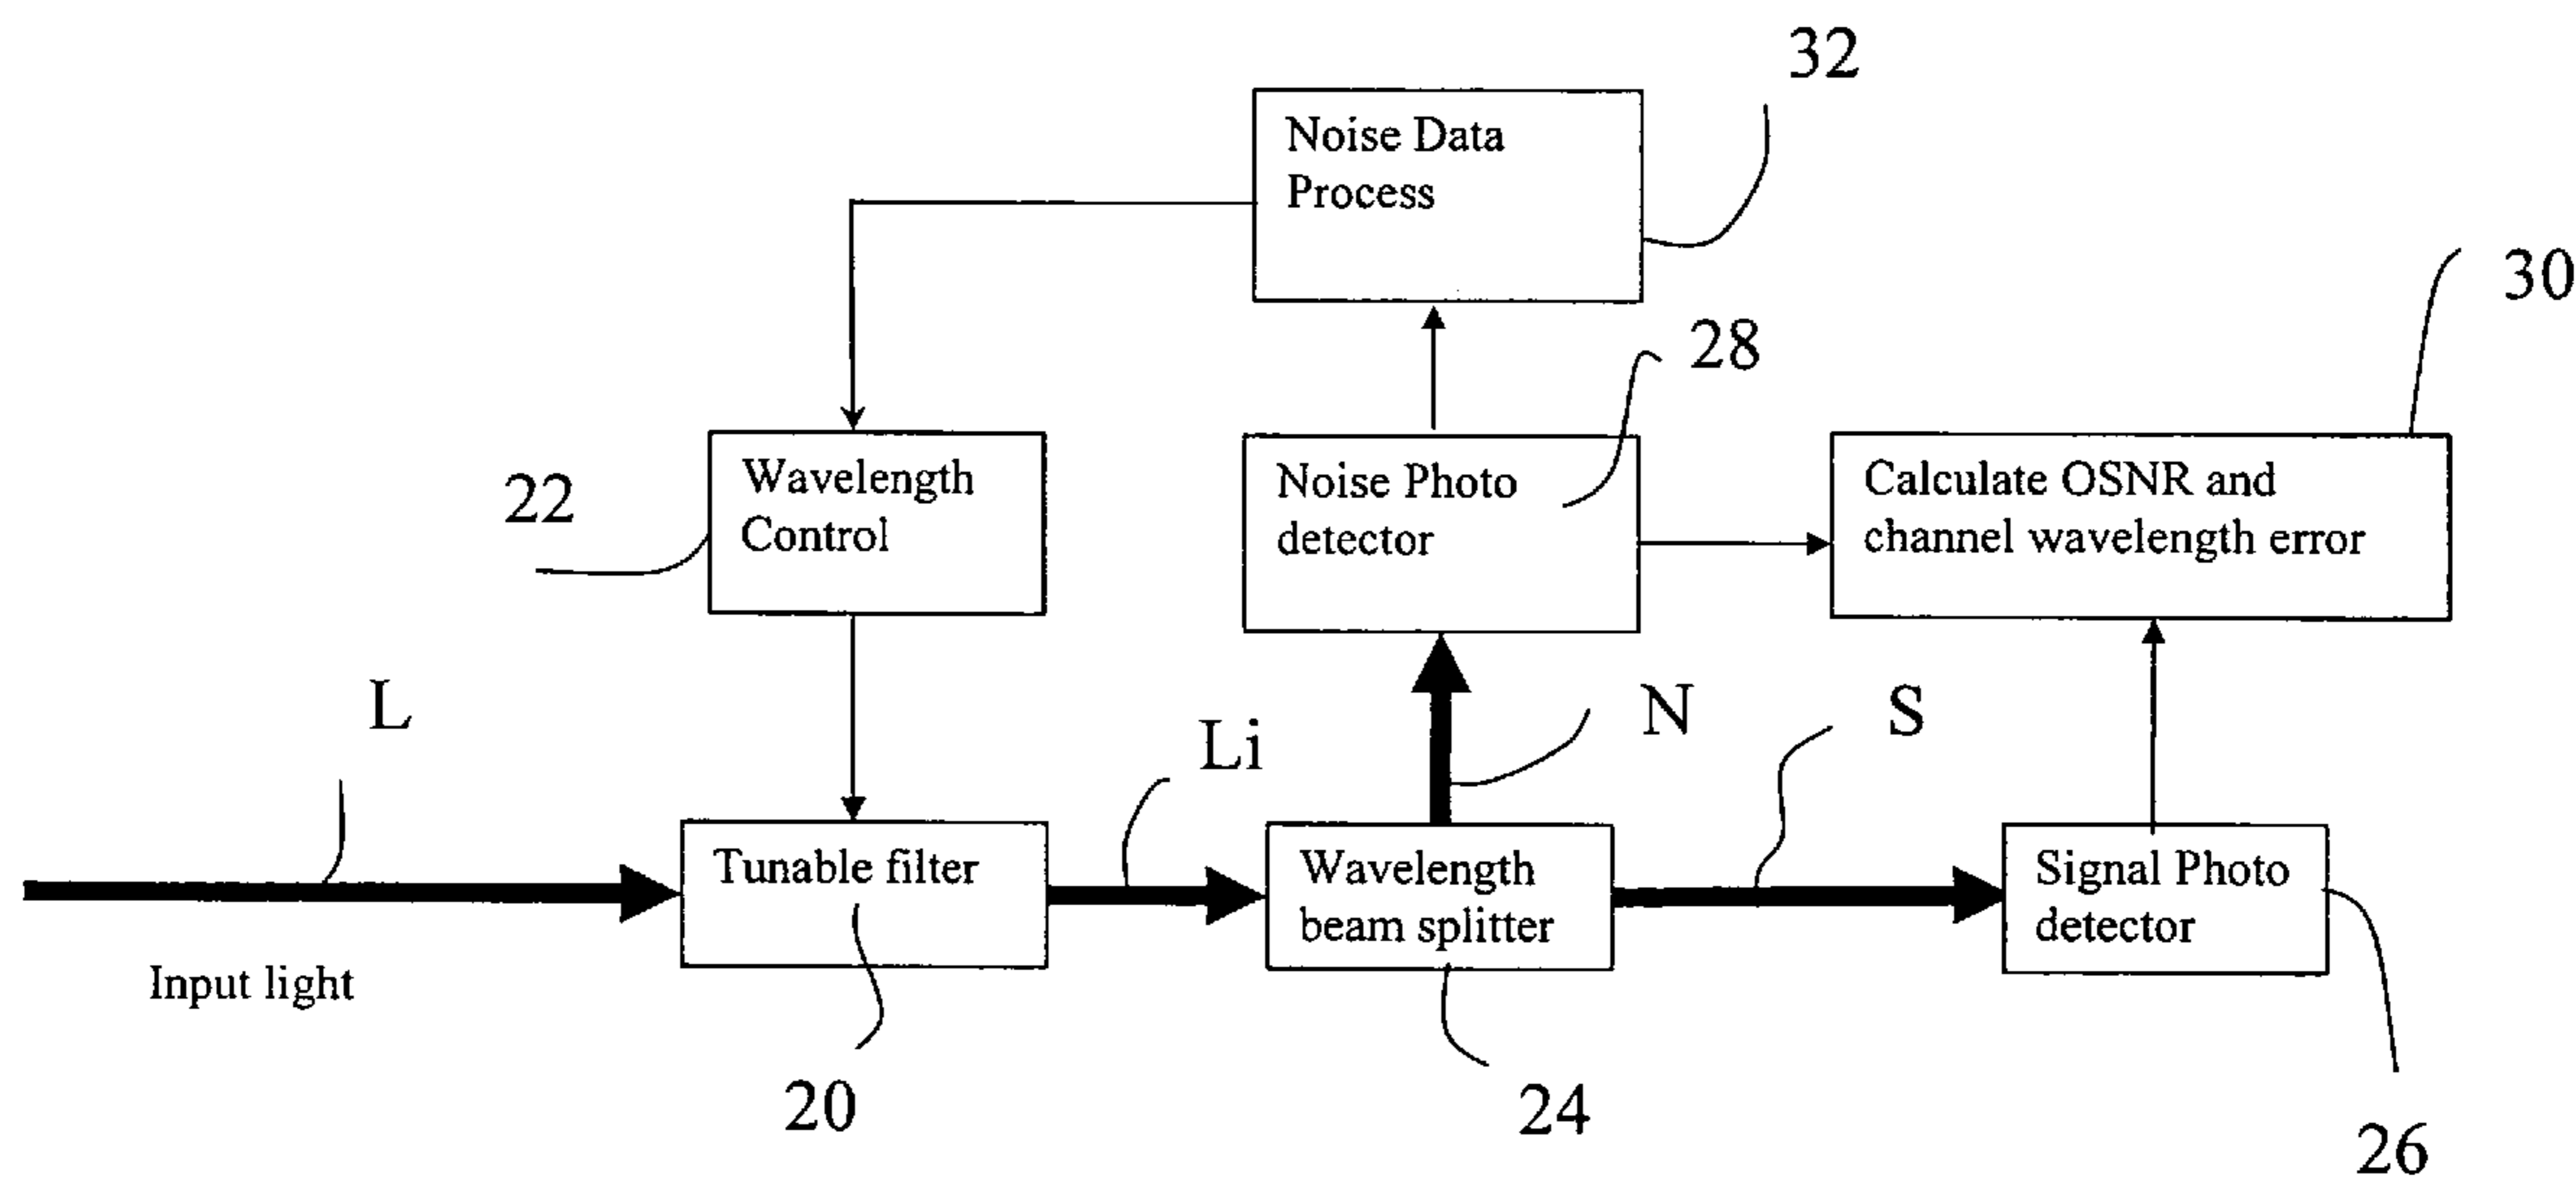 32
Noise Data
Process
30
28
22
Wavelength
Control
Noise Photo
detector
Calculate OSNR and
channel wavelength error
L
Li
N
S
Tunable filter
Wavelength
beam splitter
Signal Photo
detector
Input light
20
24
26